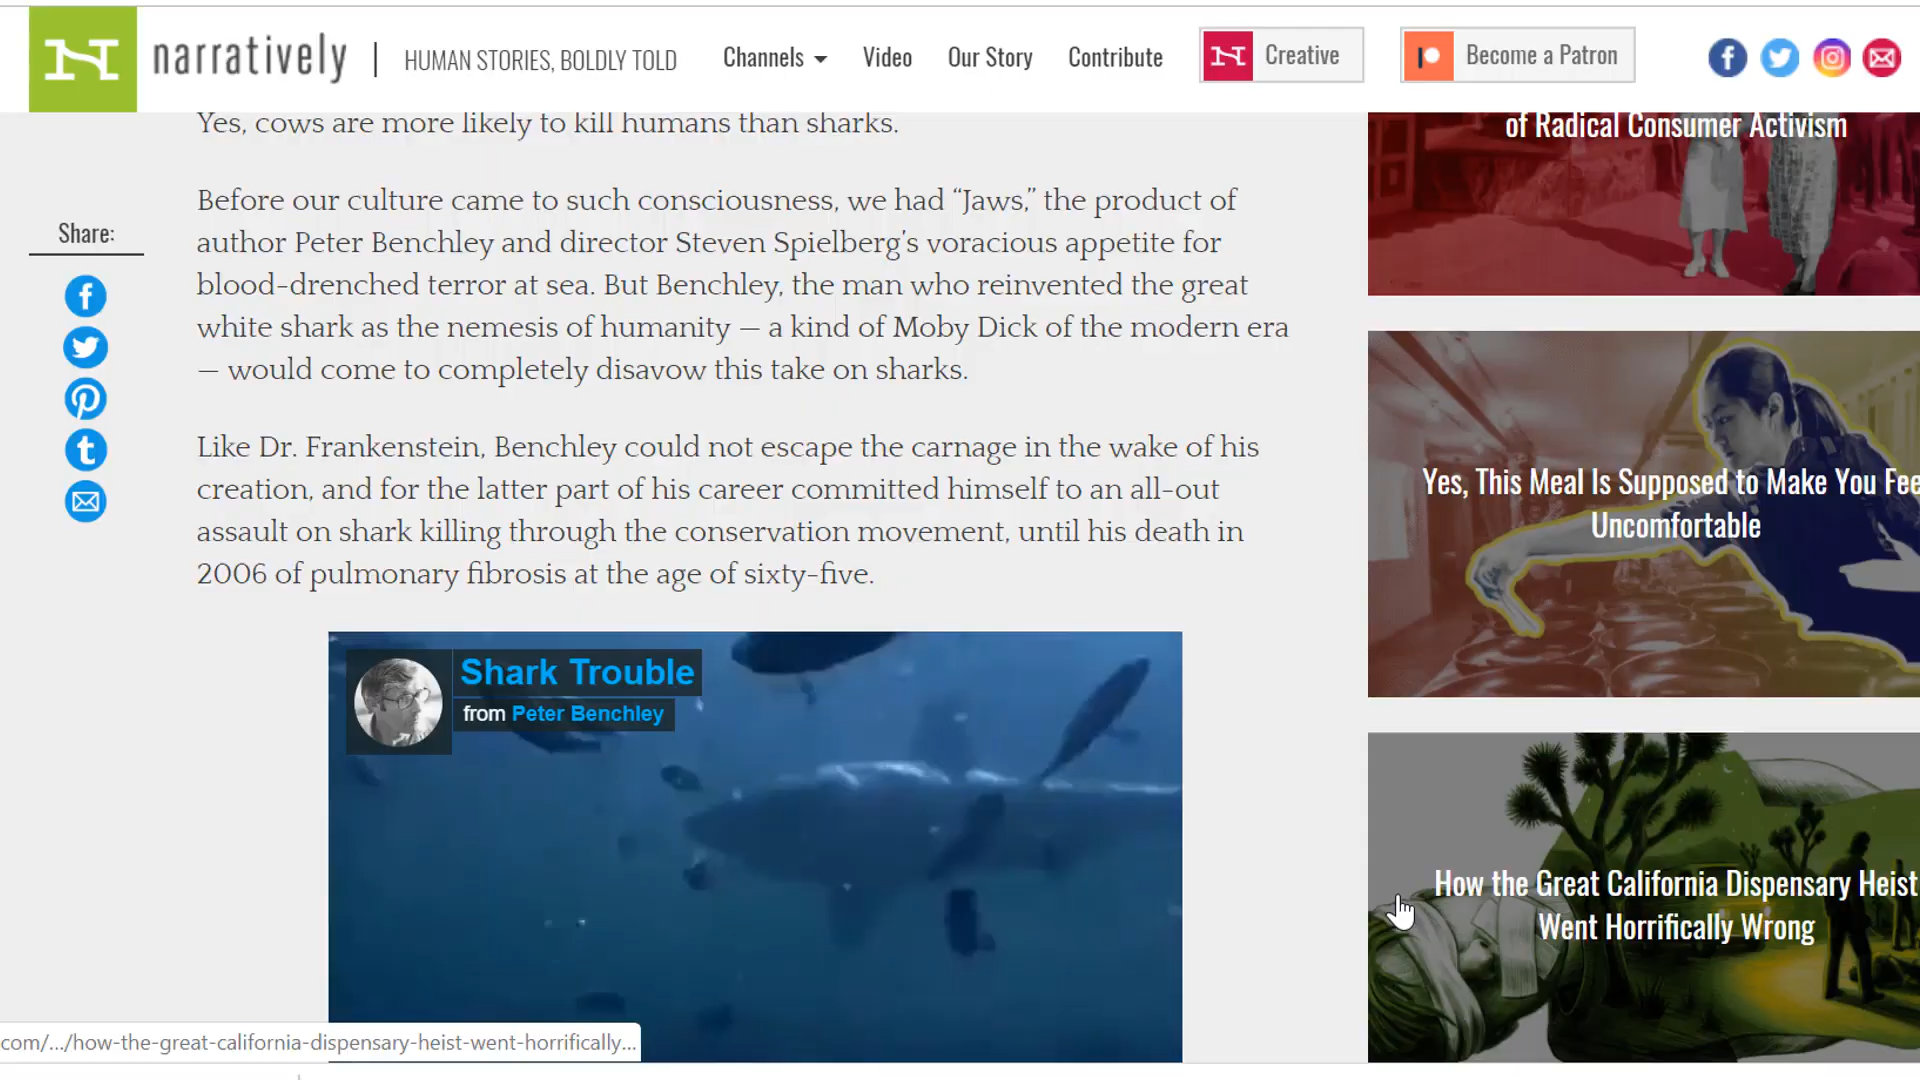 narratively | HUMAN STORIES, BOLDLY TOLD Channels Video Our Story Contribute Creative Become a Patron
Yes, cows are more likely to kill humans than sharks.
Before our culture came to such consciousness, we had “Jaws,” the product of
author Peter Benchley and director Steven Spielberg’s voracious appetite for
blood-drenched terror at sea. But Benchley, the man who reinvented the great
white shark as the nemesis of humanity — a kind of Moby Dick of the modern era
— would come to completely disavow this take on sharks.
Like Dr. Frankenstein, Benchley could not escape the carnage in the wake of his
creation, and for the latter part of his career committed himself to an all-out
assault on shark killing through the conservation movement, until his death in
2006 of pulmonary fibrosis at the age of sixty-five.
Share:
Shark Trouble
from Peter Benchley
of Radical Consumer Activism
Yes, This Meal Is Supposed to Make You Fee
Uncomfortable
How the Great California Dispensary Heist
Went Horrifically Wrong
com/.../how-the-great-california-dispensary-heist-went-horrifically...